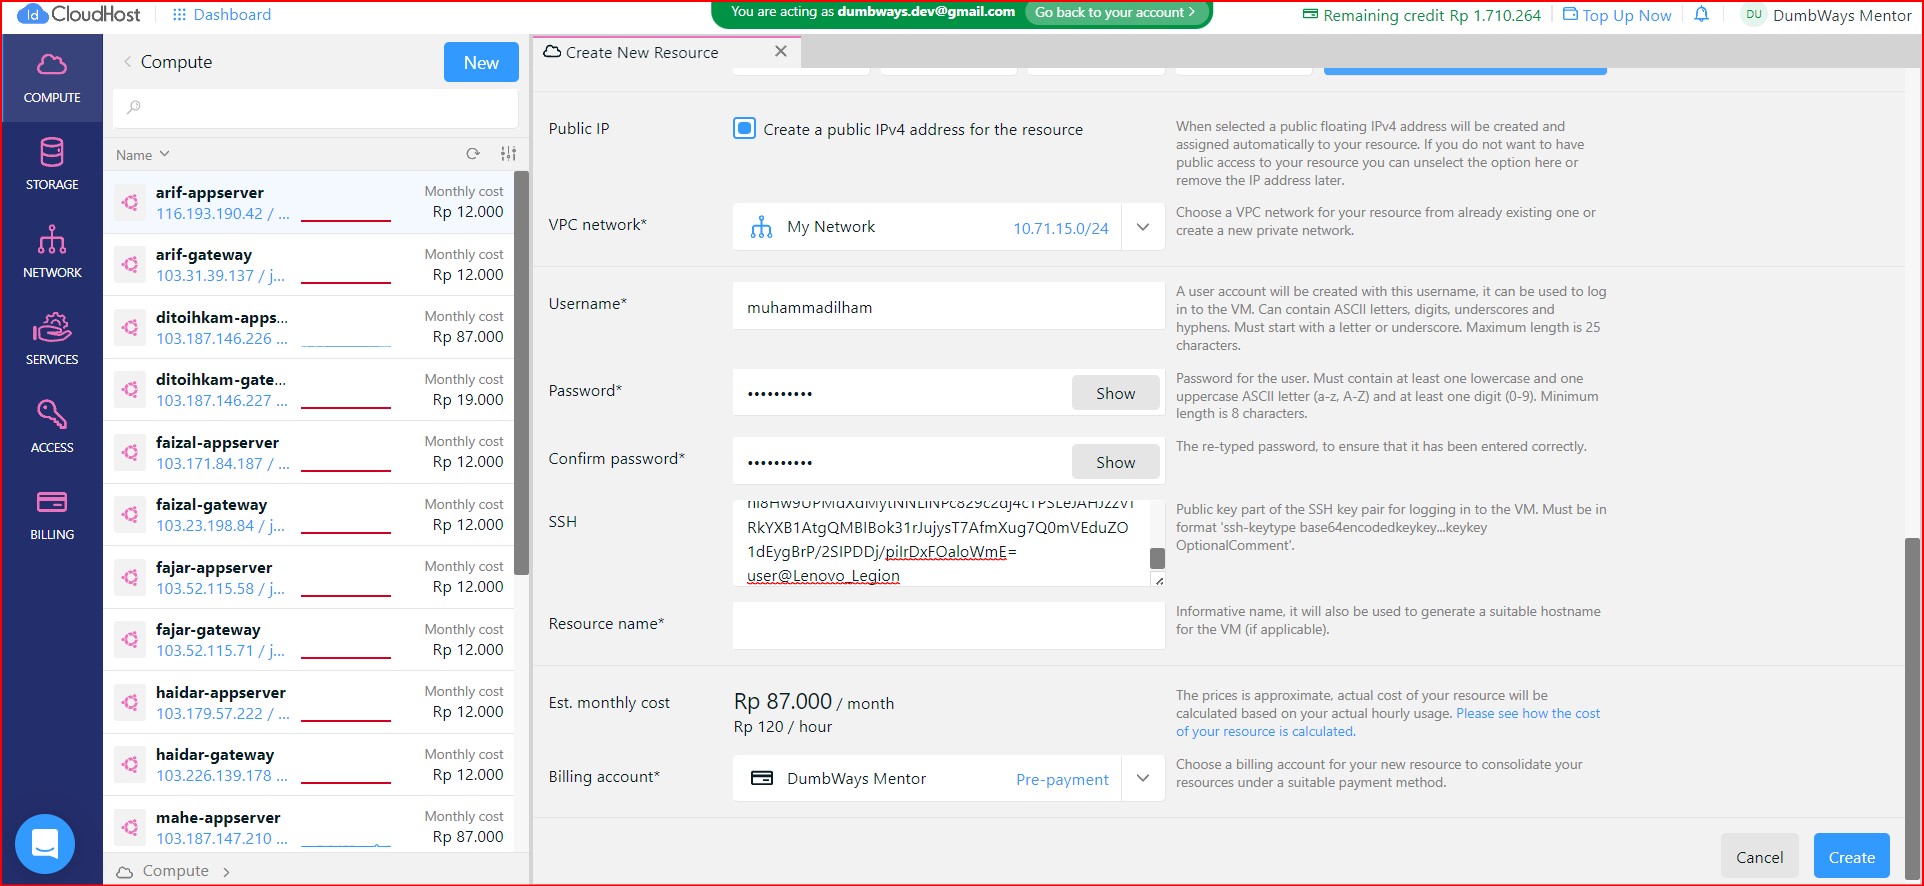 Id CloudHost
Dashboard
You are acting as dumbways.dev@gmail.com
Go back to your account >
Remaining credit Rp 1.710.264
Top Up Now
DU
DumbWays Mentor
COMPUTE
STORAGE
NETWORK
SERVICES
ACCESS
BILLING
Compute
New
Name
arif-appserver
116.193.190.42 / ...
Monthly cost
Rp 12.000
arif-gateway
103.31.39.137 / j...
Monthly cost
Rp 12.000
ditoihkam-apps...
103.187.146.226 ...
Monthly cost
Rp 87.000
ditoihkam-gate...
103.187.146.227 ...
Monthly cost
Rp 19.000
faizal-appserver
103.171.84.187 / ...
Monthly cost
Rp 12.000
faizal-gateway
103.23.198.84 / j...
Monthly cost
Rp 12.000
fajar-appserver
103.52.115.58 / j...
Monthly cost
Rp 12.000
fajar-gateway
103.52.115.71 / j...
Monthly cost
Rp 12.000
haidar-appserver
103.179.57.222 / ...
Monthly cost
Rp 12.000
haidar-gateway
103.226.139.178 ...
Monthly cost
Rp 12.000
mahe-appserver
103.187.147.210 ...
Monthly cost
Rp 87.000
Compute >
Create New Resource
Public IP
Create a public IPv4 address for the resource
When selected a public floating IPv4 address will be created and
assigned automatically to your resource. If you do not want to have
public access to your resource you can unselect the option here or
remove the IP address later.
VPC network*
My Network
10.71.15.0/24
Choose a VPC network for your resource from already existing one or
create a new private network.
Username*
muhammadilham
A user account will be created with this username, it can be used to log
in to the VM. Can contain ASCII letters, digits, underscores and
hyphens. Must start with a letter or underscore. Maximum length is 25
characters.
Password*
••••••••••
Show
Password for the user. Must contain at least one lowercase and one
uppercase ASCII letter (a-z, A-Z) and at least one digit (0-9). Minimum
length is 8 characters.
Confirm password*
••••••••••
Show
The re-typed password, to ensure that it has been entered correctly.
SSH
RkYXB1AtgQMBIBok31rJujysT7AfmXug7Q0mVEduZO
1dEygBrP/2SIPDDj/piIrDxFOaloWmE=
user@Lenovo_Legion
Public key part of the SSH key pair for logging in to the VM. Must be in
format 'ssh-keytype base64encodedkeykey...keykey
OptionalComment'.
Resource name*
Informative name, it will also be used to generate a suitable hostname
for the VM (if applicable).
Est. monthly cost
Rp 87.000 / month
Rp 120 / hour
The prices is approximate, actual cost of your resource will be
calculated based on your actual hourly usage. Please see how the cost
of your resource is calculated.
Billing account*
DumbWays Mentor
Pre-payment
Choose a billing account for your new resource to consolidate your
resources under a suitable payment method.
Cancel
Create